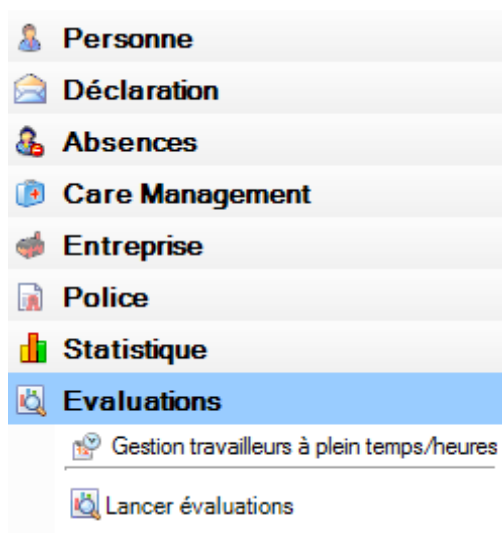 Personne
Déclaration
Absences
Care Management
Entreprise
Police
Statistique
Evaluations
Gestion travailleurs à plein temps/heures
Lancer évaluations